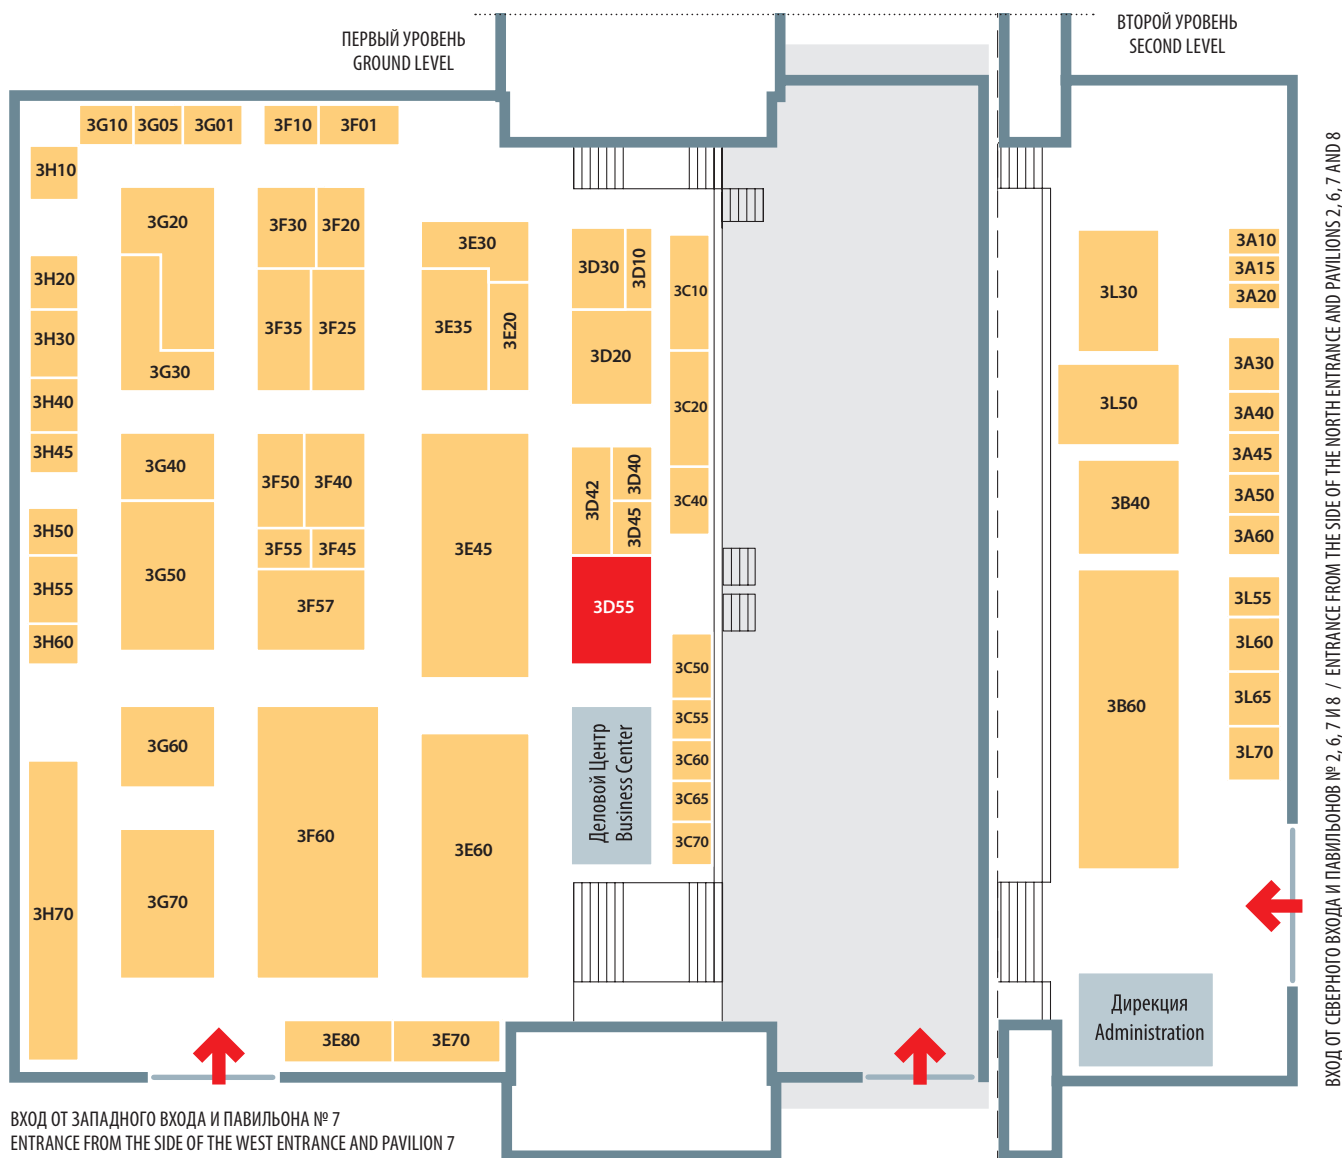 ПЕРВЫЙ УРОВЕНЬ
GROUND LEVEL
ВТОРОЙ УРОВЕНЬ
SECOND LEVEL
3G10
3G05
3G01
3F10
3F01
3H10
3G20
3F30
3F20
3E30
3D30
3D10
3C10
3H20
3H30
3F35
3F25
3E35
3E20
3D20
3G30
3H40
3C20
3H45
3G40
3F50
3F40
3D42
3D40
3C40
3H50
3D45
3F55
3F45
3E45
3H55
3G50
3F57
3D55
3H60
3C50
3C55
3G60
3C60
Деловой Центр
Business Center
3C65
3F60
3E60
3C70
3H70
3G70
3E80
3E70
3L30
3A10
3A15
3A20
3A30
3L50
3A40
3A45
3B40
3A50
3A60
3L55
3L60
3L65
3B60
3L70
Дирекция
Administration
ВХОД ОТ СЕВЕРНОГО ВХОДА И ПАВИЛЬОНОВ № 2, 6, 7 И 8 / ENTRANCE FROM THE SIDE OF THE NORTH ENTRANCE AND PAVILIONS 2, 6, 7 AND 8
ВХОД ОТ ЗАПАДНОГО ВХОДА И ПАВИЛЬОНА № 7
ENTRANCE FROM THE SIDE OF THE WEST ENTRANCE AND PAVILION 7